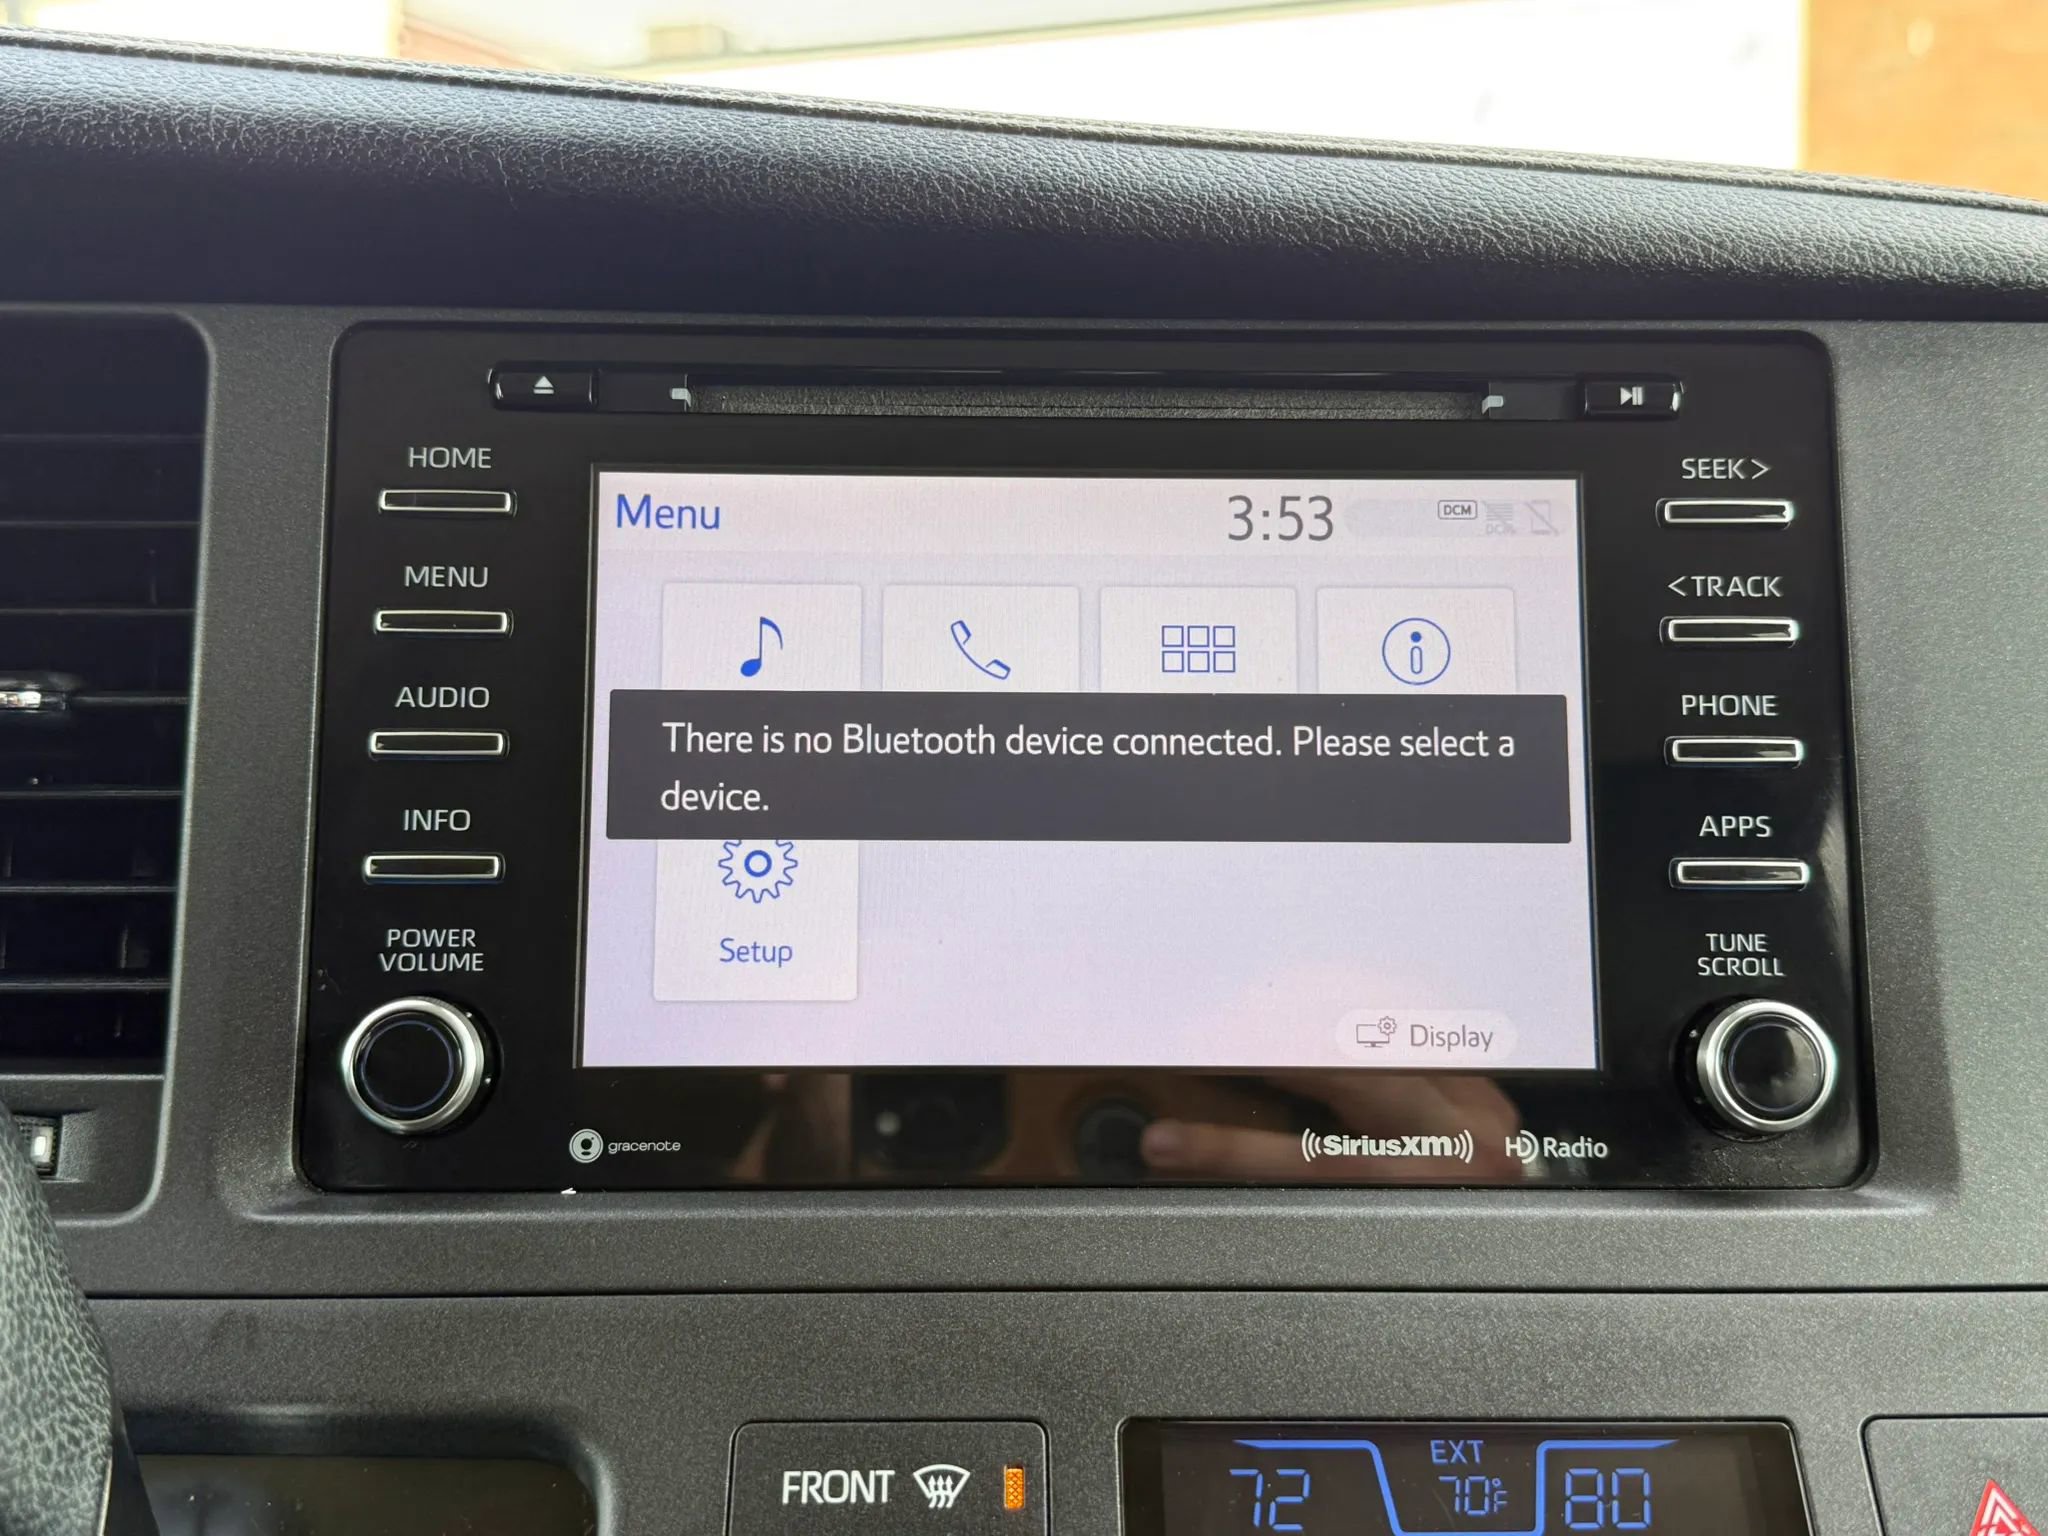 HOME
MENU
AUDIO
INFO
POWER
VOLUME
Menu
3:53
DCM
DCM
There is no Bluetooth device connected. Please select a
device.
Setup
Display
SEEK>
<TRACK
PHONE
APPS
TUNE
SCROLL
gracenote
((SiriusXM))
HD Radio
FRONT
72
EXT
70°F
80